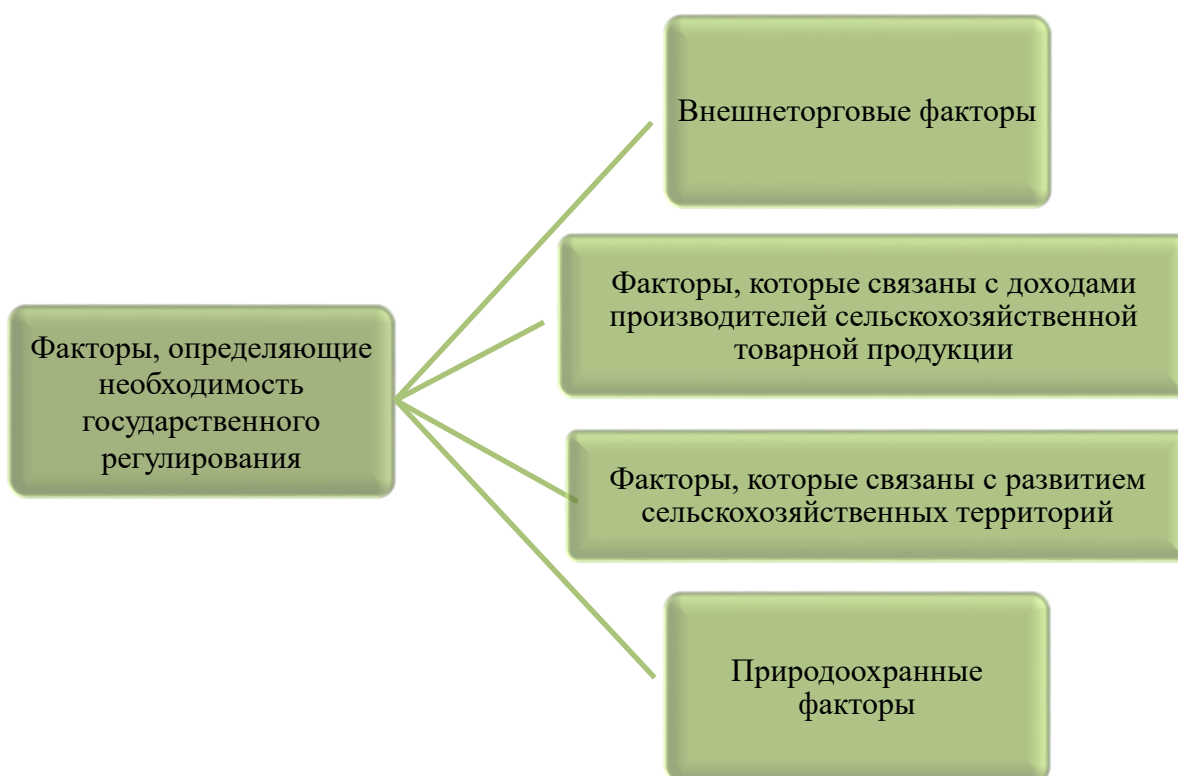 Факторы, определяющие
необходимость
государственного
регулирования
Внешнеторговые факторы
Факторы, которые связаны с доходами
производителей сельскохозяйственной
товарной продукции
Факторы, которые связаны с развитием
сельскохозяйственных территорий
Природоохранные
факторы